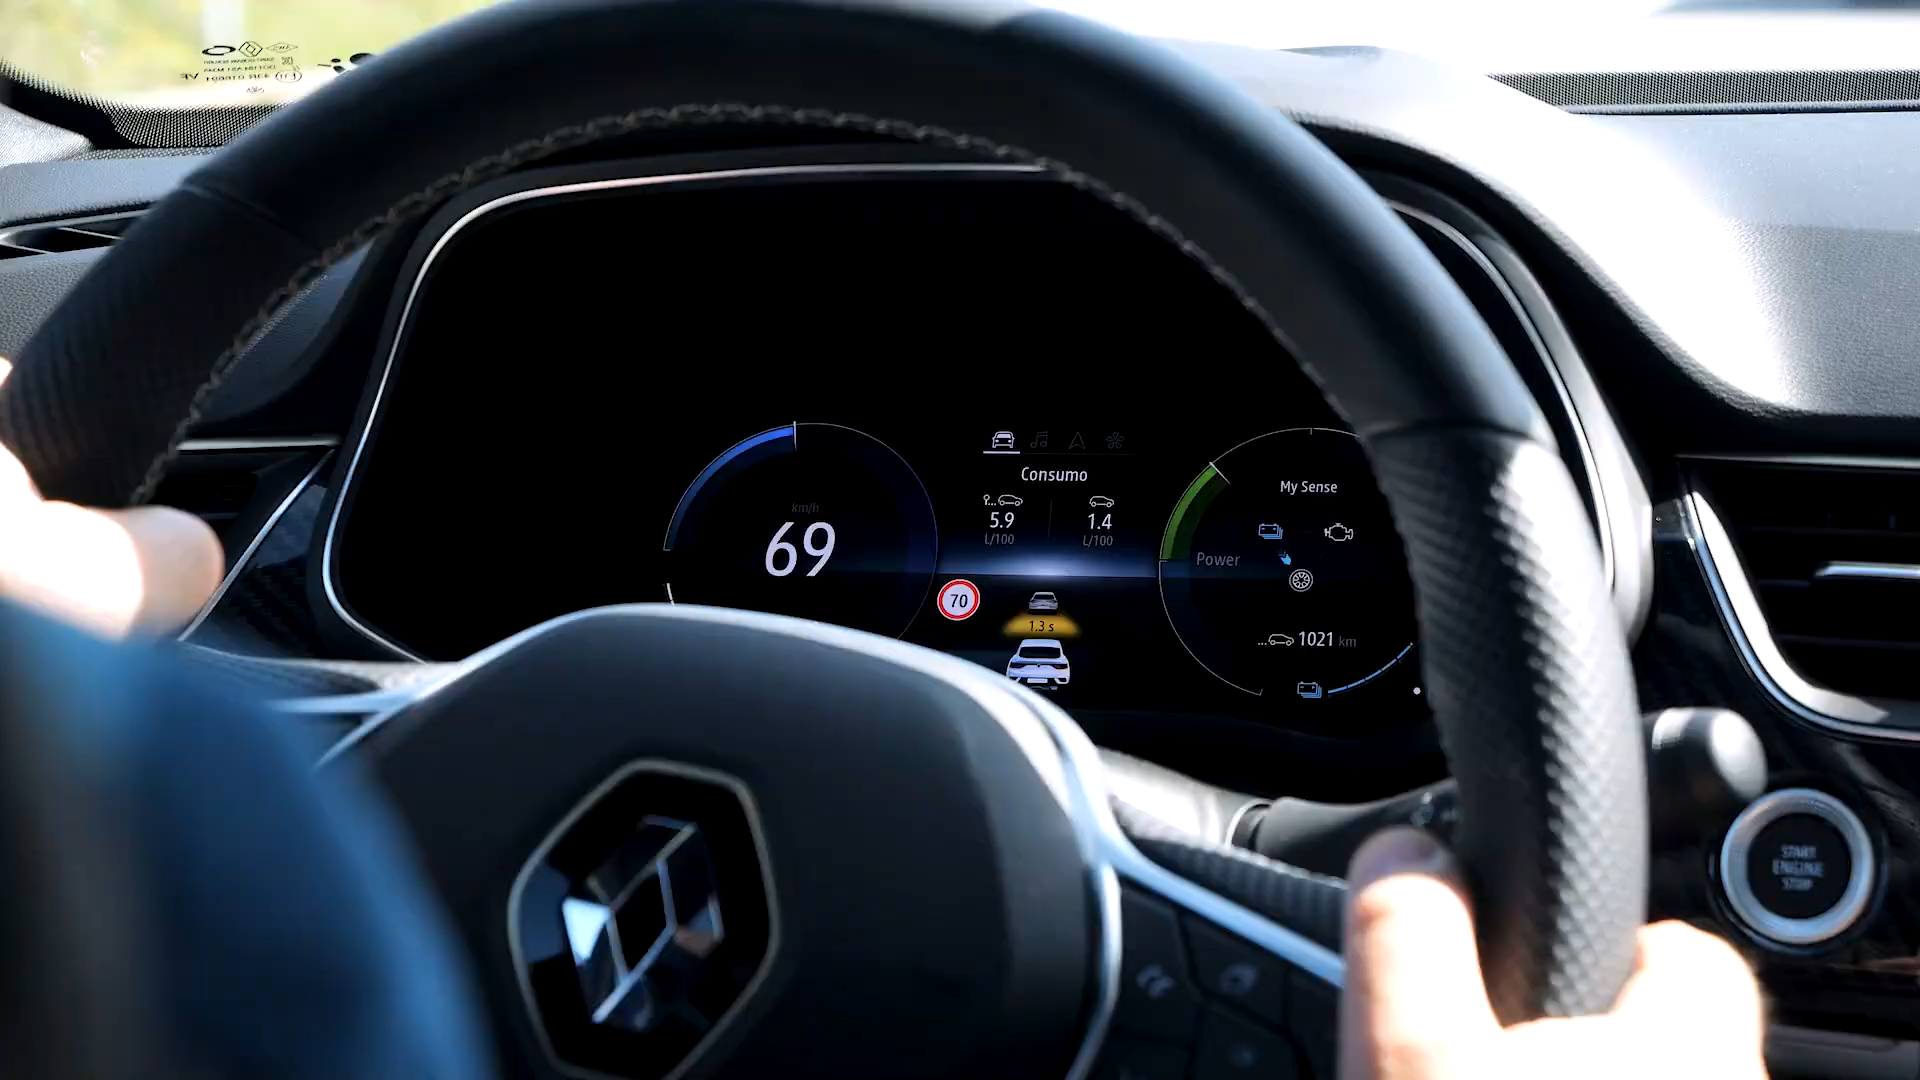 km/h
69
Consumo
5.9
L/100
1.4
L/100
70
1.3 s
My Sense
Power
...1021 km
START
ENGINE
STOP